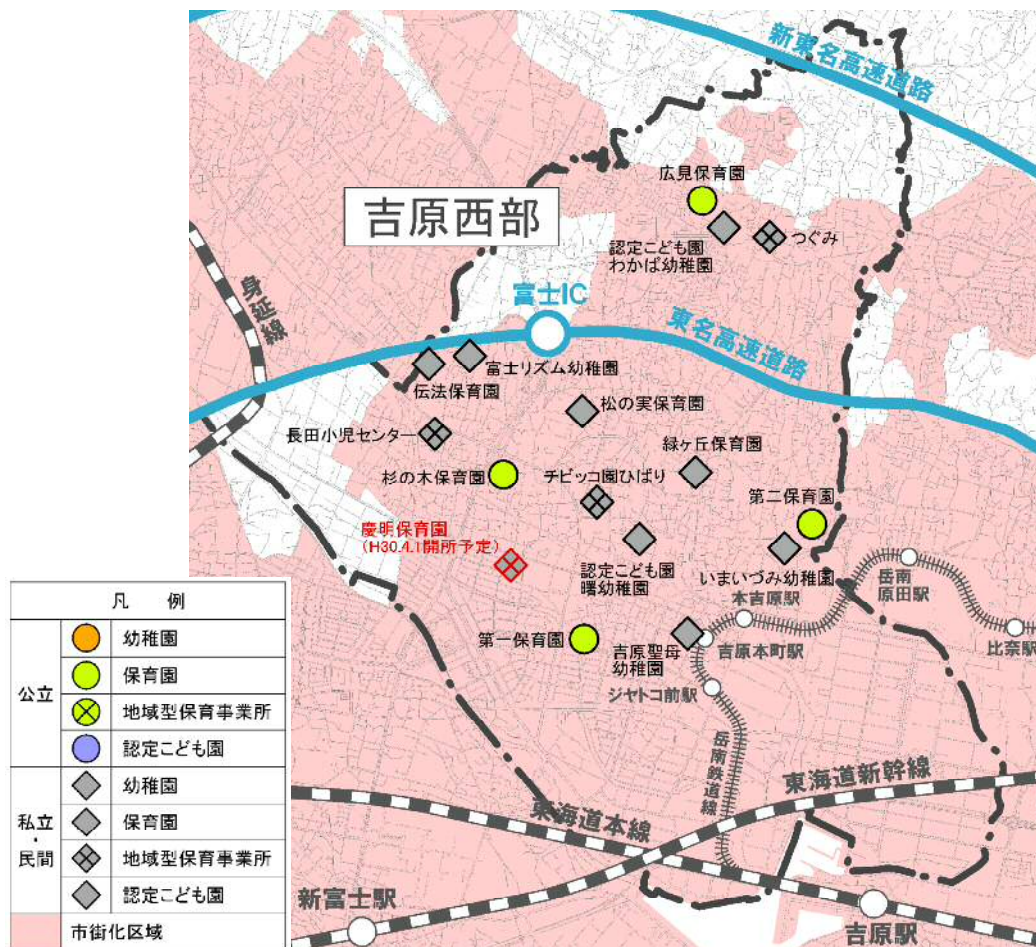 新東名高速道路
広見保育園
吉原西部
認定こども園
わかば幼稚園
つぐみ
身延線
富士IC
東名高速道路
富士リズム幼稚園
伝法保育園
松の実保育園
長田小児センター
緑ヶ丘保育園
杉の木保育園
チビッコ園ひばり
第二保育園
慶明保育園
(H30.4.1開所予定)
認定こども園
曙幼稚園
いまいづみ幼稚園
岳南
原田駅
本吉原駅
第一保育園
吉原聖母
幼稚園
吉原本町駅
比奈駅
ジヤトコ前駅
岳南鉄道線
東海道新幹線
東海道本線
新富士駅
吉原駅
凡 例
公立
幼稚園
保育園
地域型保育事業所
認定こども園
私立
・
民間
幼稚園
保育園
地域型保育事業所
認定こども園
市街化区域